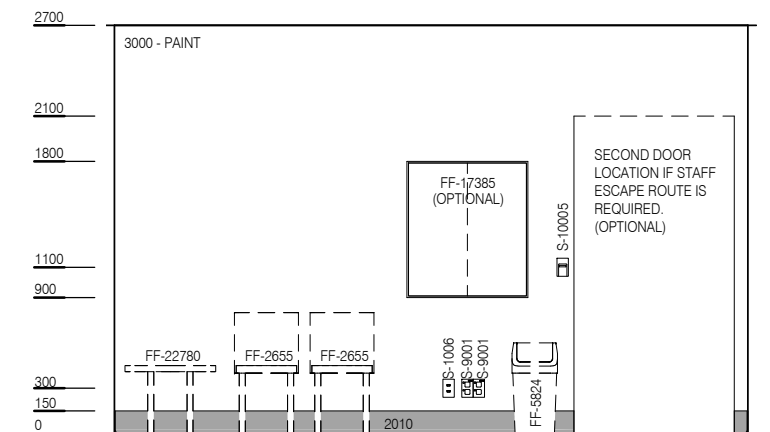 2700
3000 - PAINT
2100
1800
SECOND DOOR
LOCATION IF STAFF
ESCAPE ROUTE IS
REQUIRED.
(OPTIONAL)
FF-17385
(OPTIONAL)
S-10005
1100
900
FF-22780
FF-2655
FF-2655
S-1006
S-9001
S-9001
FF-5824
300
150
0
2010